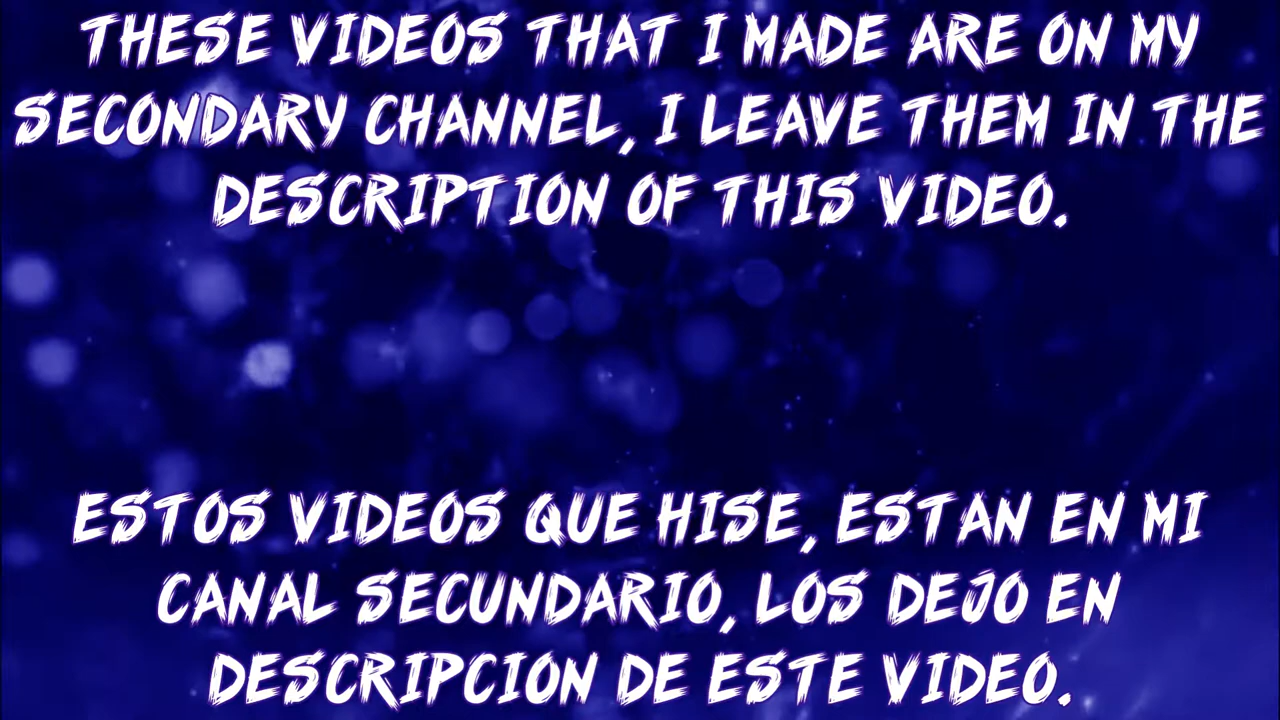 THESE VIDEOS THAT I MADE ARE ON MY
SECONDARY CHANNEL, I LEAVE THEM IN THE
DESCRIPTION OF THIS VIDEO.
ESTOS VIDEOS QUE HISE, ESTAN EN MI
CANAL SECUNDARIO, LOS DEJO EN
DESCRIPCION DE ESTE VIDEO.